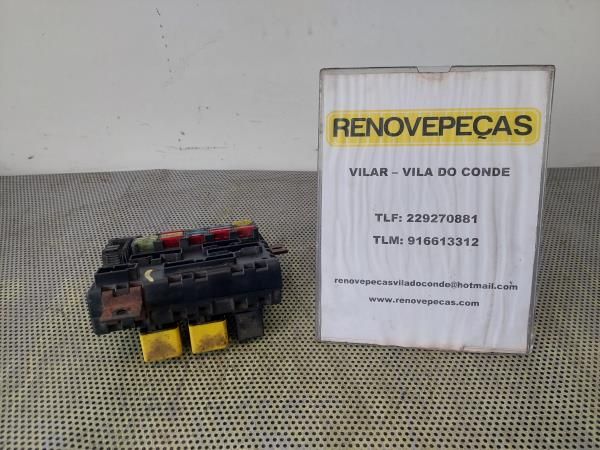 RENOVEPEÇAS
VILAR – VILA DO CONDE
TLF: 229270881
TLM: 916613312
renovepecasviladoconde@hotmail.com
www.renovepecas.com